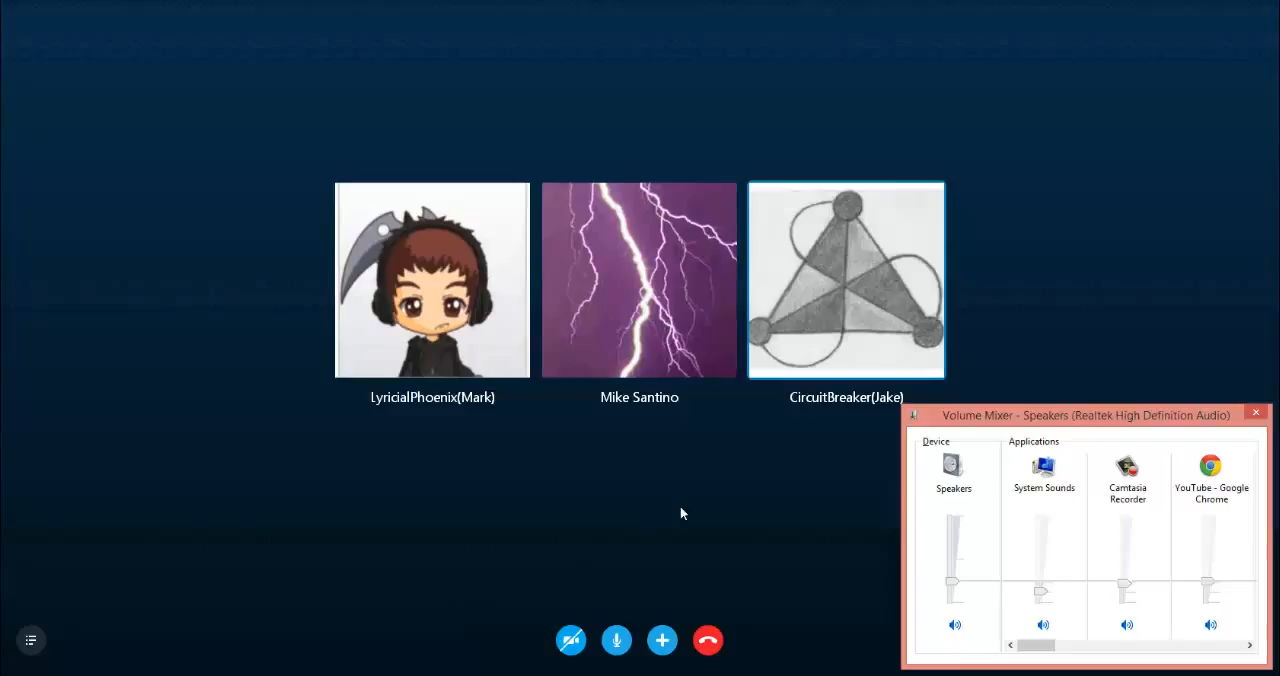 LyricialPhoenix(Mark)
Mike Santino
CircuitBreaker(Jake)
Volume Mixer - Speakers (Realtek High Definition Audio)
Device
Applications
Speakers
System Sounds
Camtasia
Recorder
YouTube - Google
Chrome